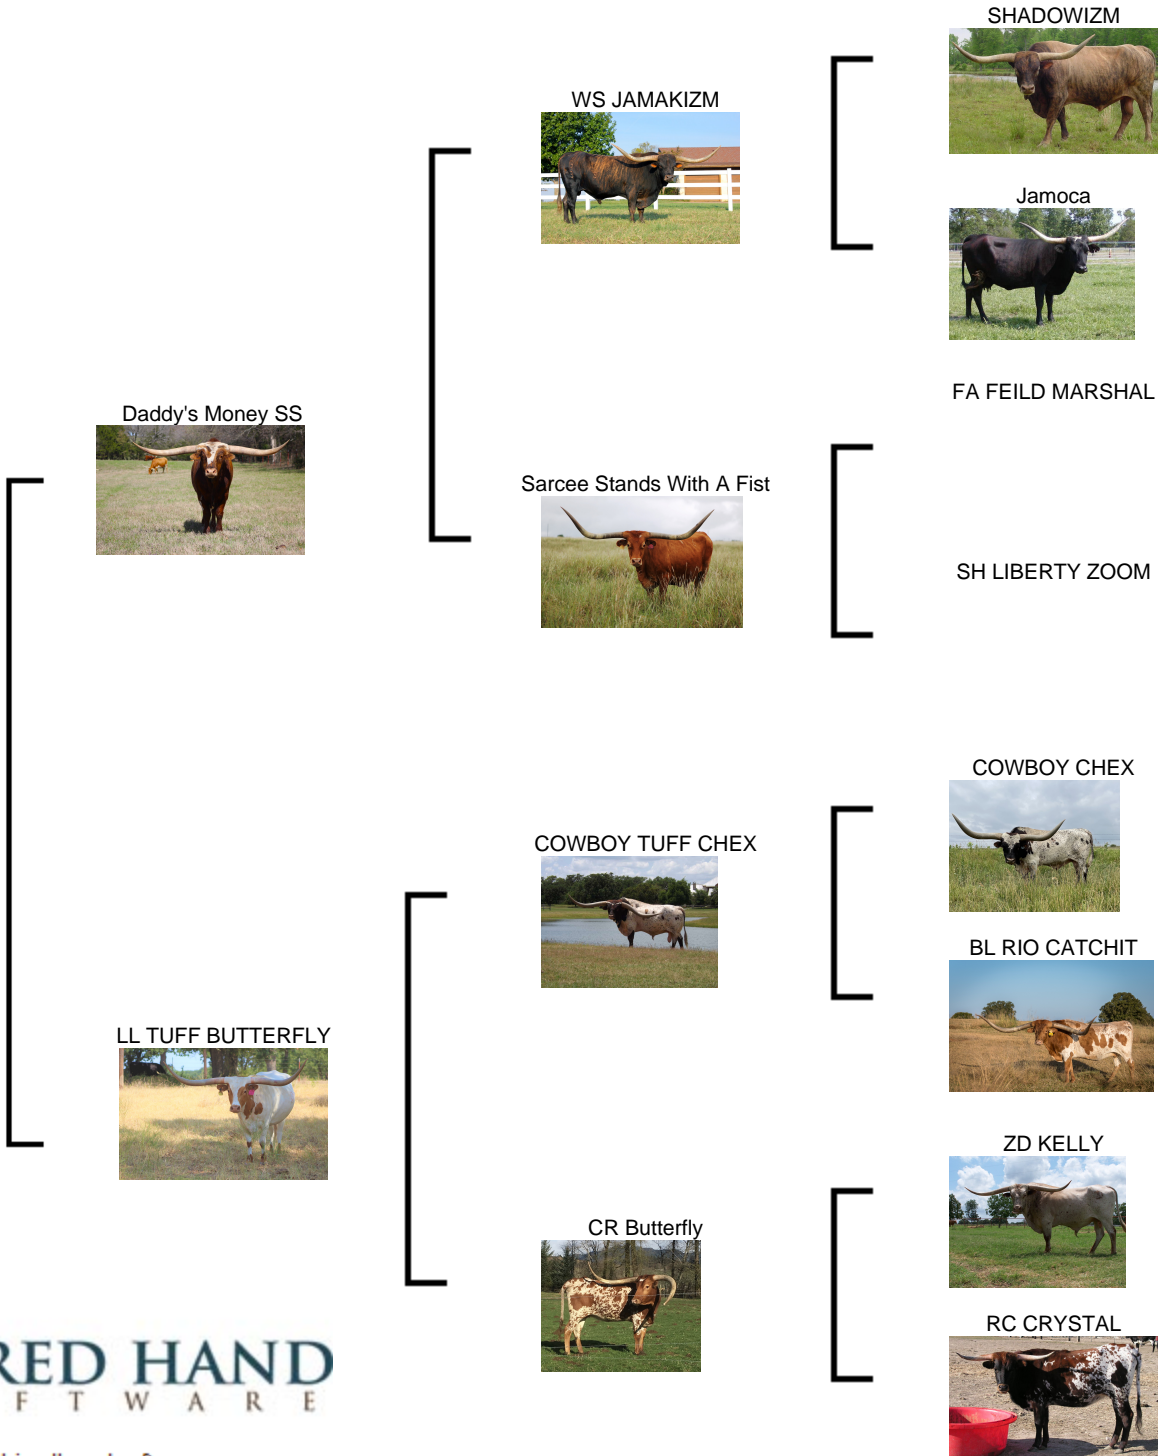 SHADOWIZM
WS JAMAKIZM
Jamoca
FA FEILD MARSHAL
Daddy's Money SS
Sarcee Stands With A Fist
SH LIBERTY ZOOM
COWBOY CHEX
COWBOY TUFF CHEX
BL RIO CATCHIT
LL TUFF BUTTERFLY
ZD KELLY
CR Butterfly
RC CRYSTAL
RED HAND
F T W A R E